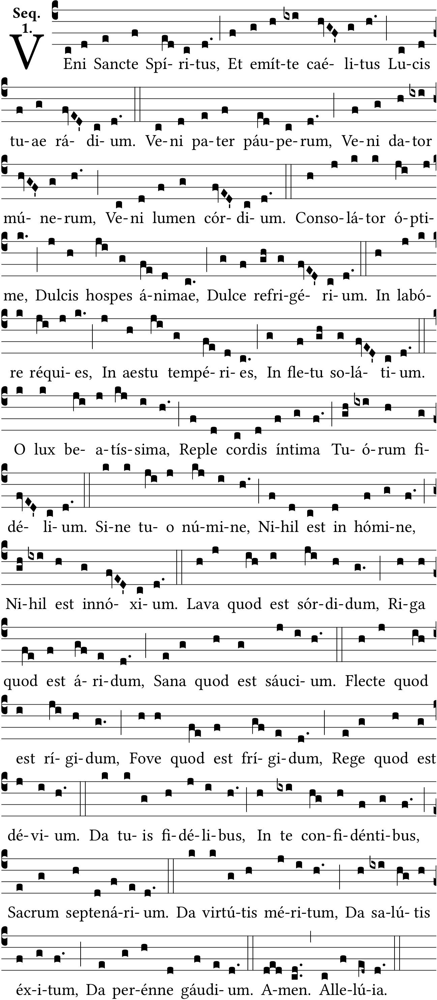 Seq.
1.
VEni Sancte Spí-ri-tus, Et emít-te caé-li-tus Lu-cis
tu-ae rá-di-um. Ve-ni pa-ter páu-pe-rum, Ve-ni da-tor
mú-ne-rum, Ve-ni lumen cór-di-um. Conso-lá-tor ó-pti-
me, Dulcis hospes á-nimae, Dulce refri-gé-ri-um. In labó-
re réqui-es, In aestu tempé-ri-es, In fle-tu so-lá-ti-um.
O lux be-a-tís-sima, Reple cordis íntima Tu-ó-rum fi-
dé-li-um. Si-ne tu-o nú-mi-ne, Ni-hil est in hómi-ne,
Ni-hil est innó-xi-um. Lava quod est sór-di-dum, Ri-ga
quod est á-ri-dum, Sana quod est sáuci-um. Flecte quod
est rí-gi-dum, Fove quod est frí-gi-dum, Rege quod est
dé-vi-um. Da tu-is fi-dé-li-bus, In te con-fi-dénti-bus,
Sacrum septená-ri-um. Da virtú-tis mé-ri-tum, Da sa-lú-tis
éx-i-tum, Da per-énne gáudi-um. A-men. Alle-lú-ia.